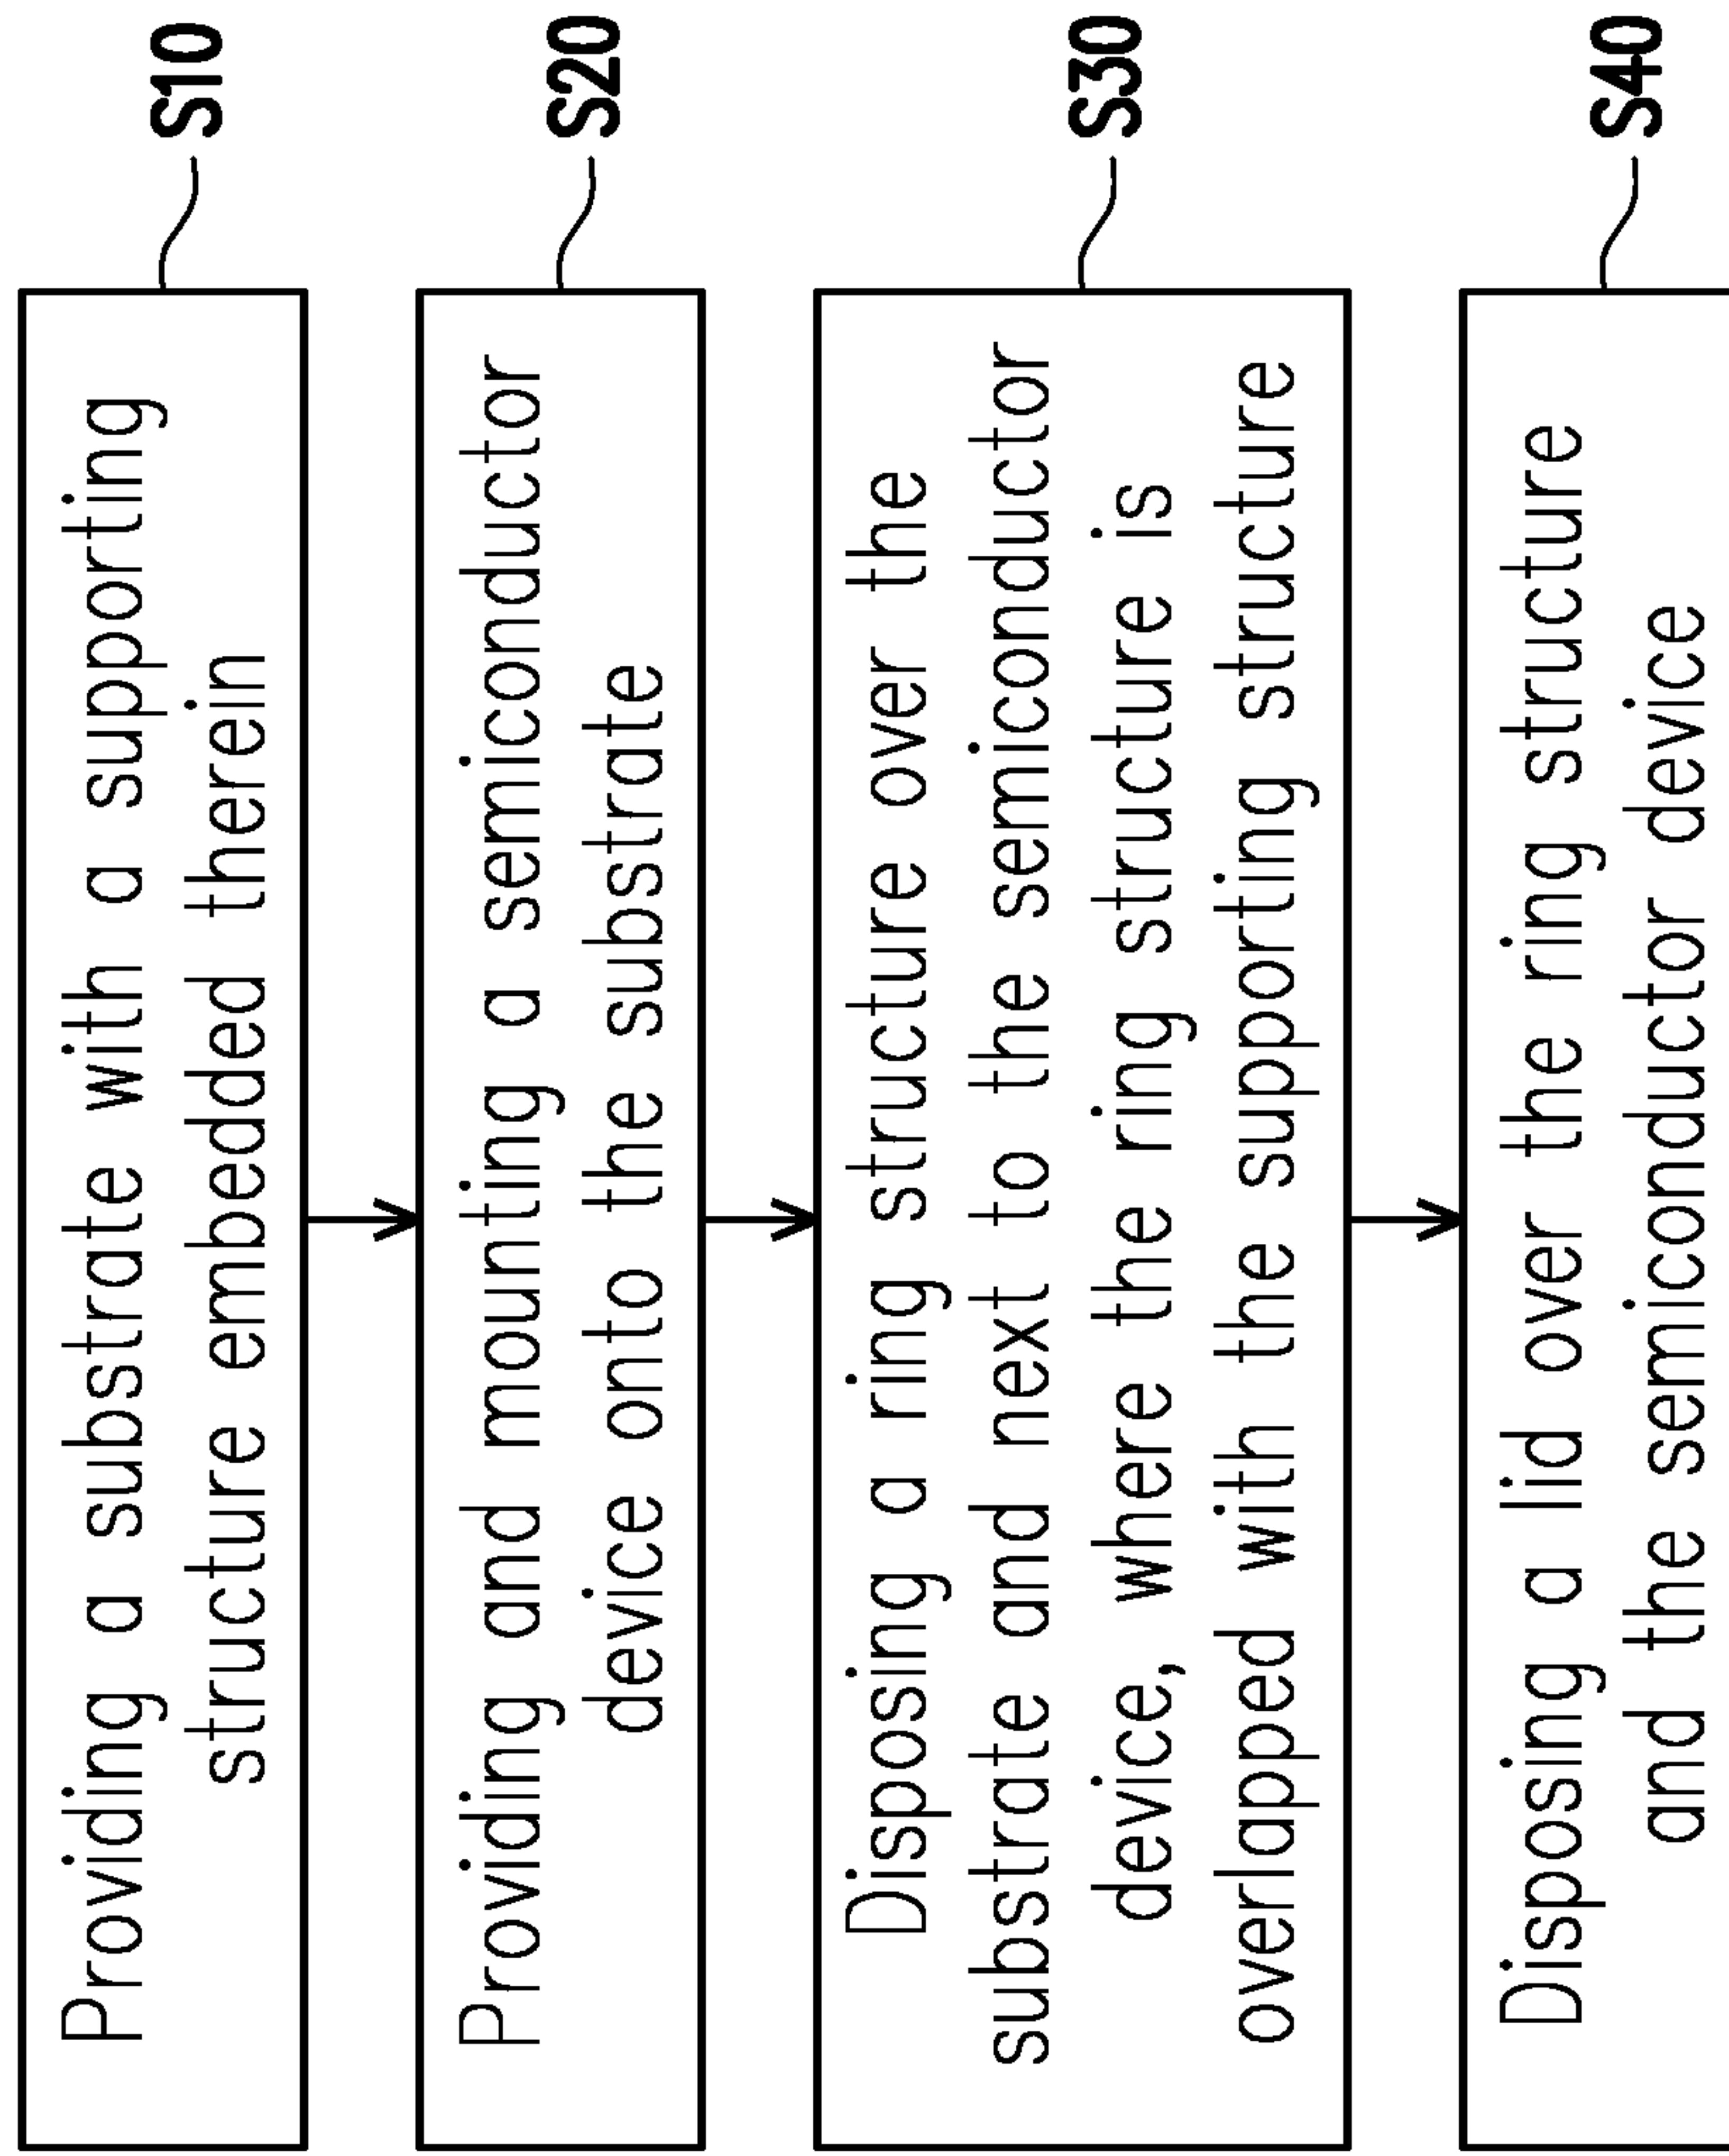 Providing a substrate with a supporting
structure embedded therein
S10
Providing and mounting a semiconductor
device onto the substrate
S20
Disposing a ring structure over the
substrate and next to the semiconductor
device, where the ring structure is
overlapped with the supporting structure
S30
Disposing a lid over the ring structure
and the semiconductor device
S40